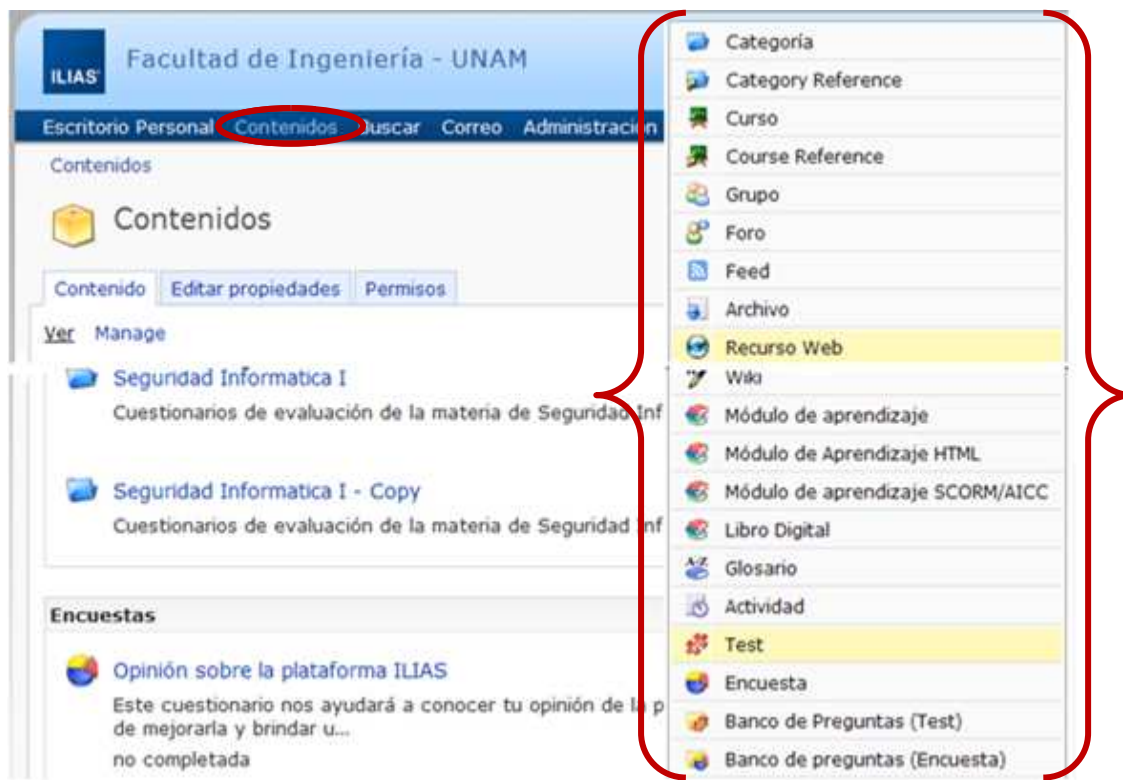 ILIAS
Facultad de Ingeniería - UNAM
Escritorio Personal Contenidos Buscar Correo Administración
Contenidos
Contenidos
Contenido Editar propiedades Permisos
Ver Manage
Seguridad Informatica I
Cuestionarios de evaluación de la materia de Seguridad Inf
Seguridad Informatica I - Copy
Cuestionarios de evaluación de la materia de Seguridad Inf
Encuestas
Opinión sobre la plataforma ILIAS
Este cuestionario nos ayudará a conocer tu opinión de la p
de mejorarla y brindar u...
no completada
Categoría
Category Reference
Curso
Course Reference
Grupo
Foro
Feed
Archivo
Recurso Web
Wiki
Módulo de aprendizaje
Módulo de Aprendizaje HTML
Módulo de aprendizaje SCORM/AICC
Libro Digital
Glosario
Actividad
Test
Encuesta
Banco de Preguntas (Test)
Banco de preguntas (Encuesta)